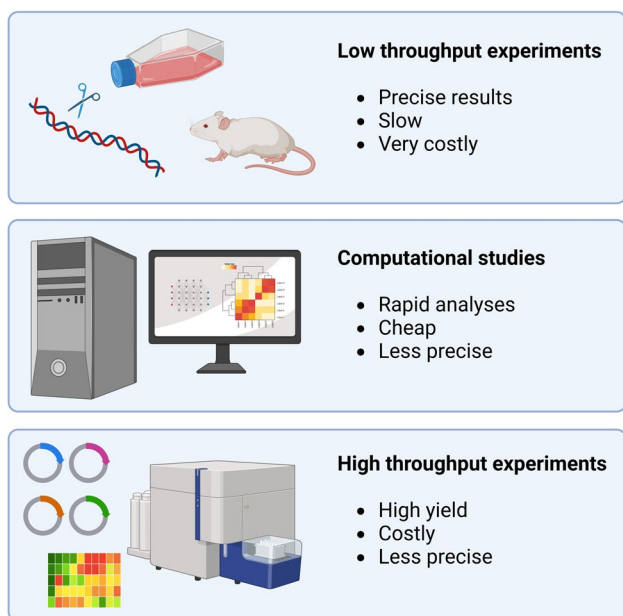 Low throughput experiments
• Precise results
• Slow
• Very costly
Computational studies
• Rapid analyses
• Cheap
• Less precise
High throughput experiments
• High yield
• Costly
• Less precise